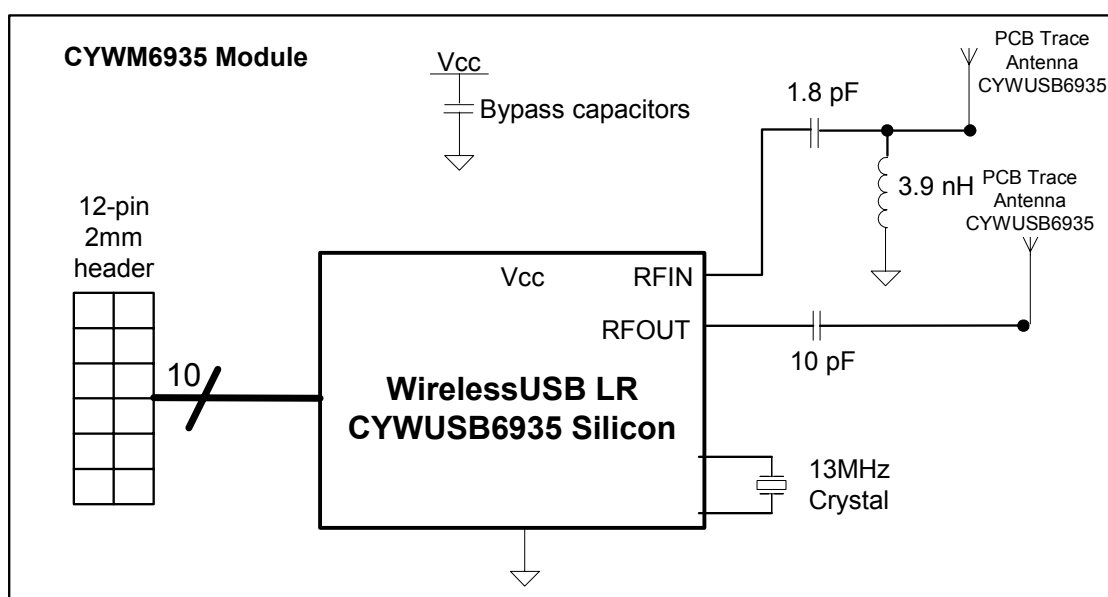 CYWM6935 Module
Vcc
Bypass capacitors
1.8 pF
PCB Trace
Antenna
CYWUSB6935
3.9 nH
PCB Trace
Antenna
CYWUSB6935
12-pin
2mm
header
10
Vcc
RFIN
RFOUT
10 pF
WirelessUSB LR
CYWUSB6935 Silicon
13MHz
Crystal